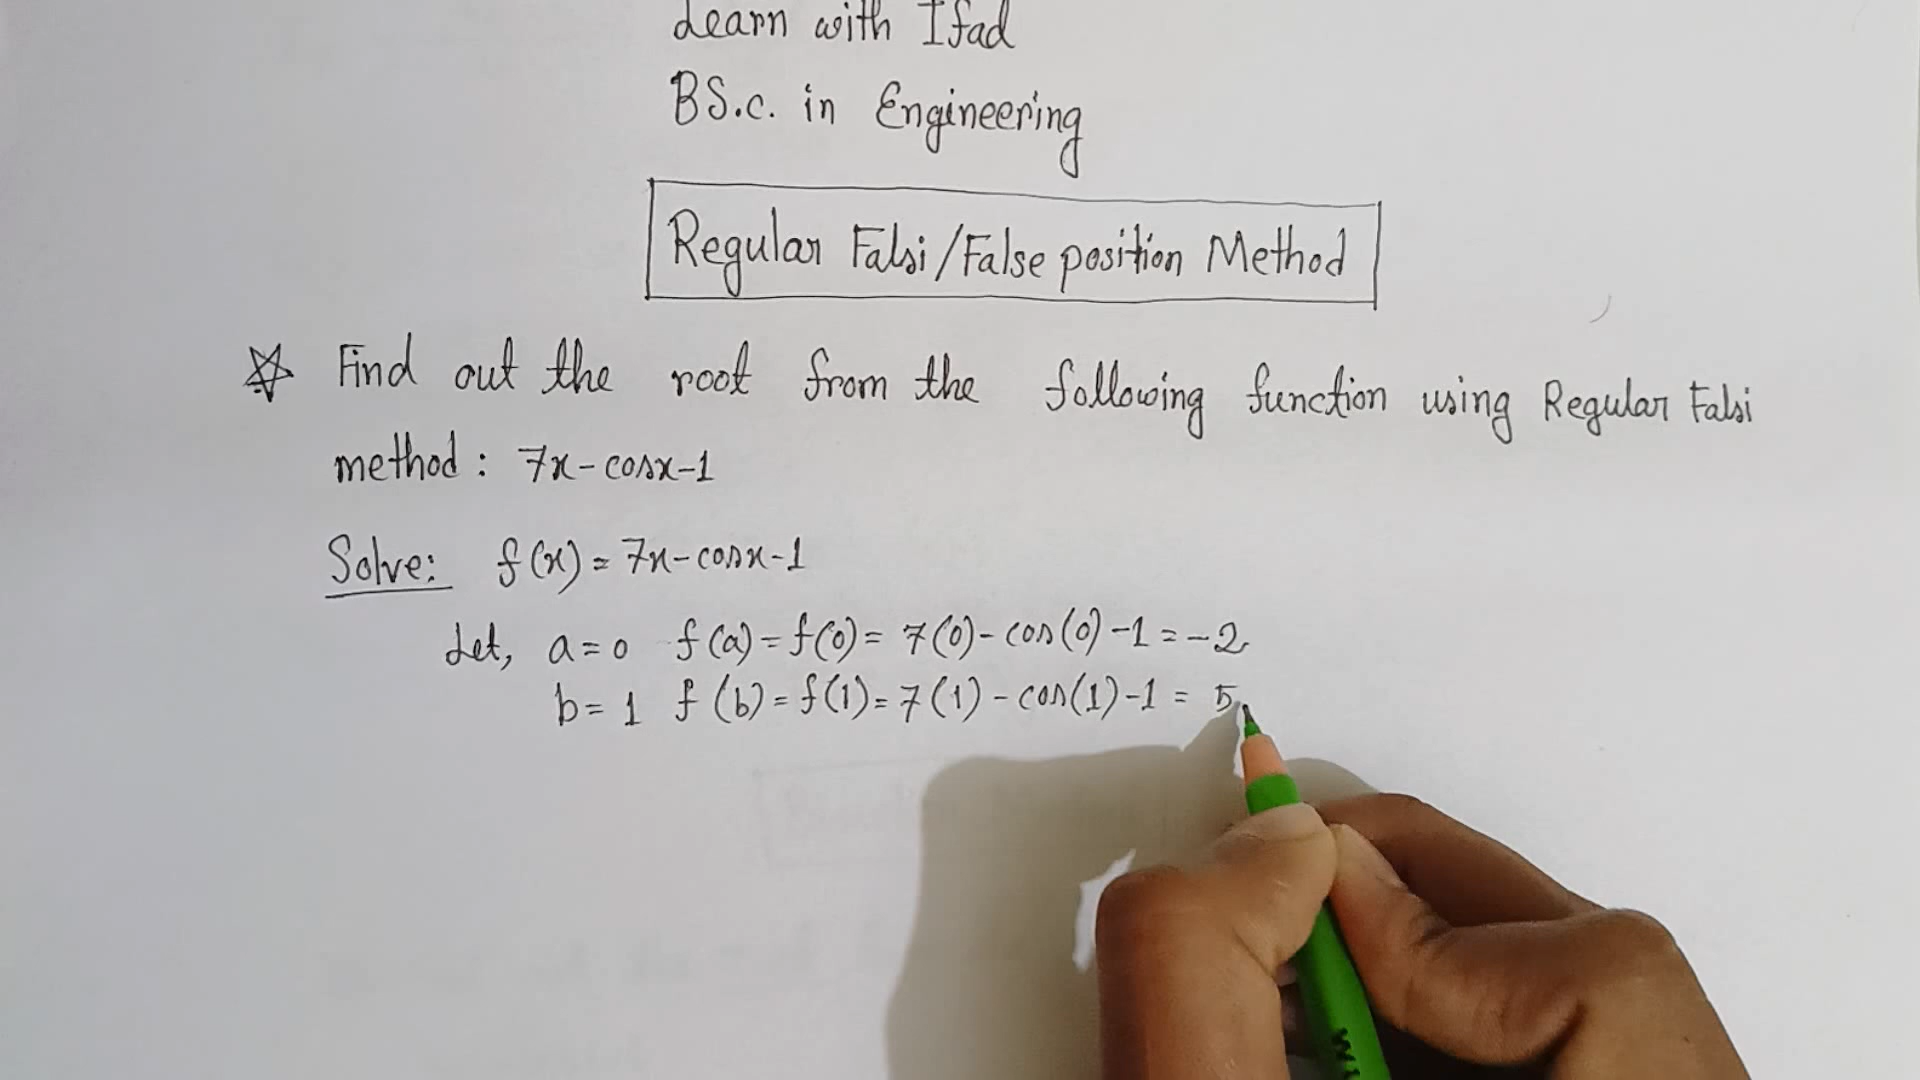 Learn with Ifad
BS.c. in Engineering
Regular Falsi/False position Method
Find out the root from the following function using Regular Falsi
method: 7x-cosx-1
Solve: f(x) = 7x-cosx-1
Let, a=0 f(a) = f(0) = 7(0)-cos(0)-1 = -2
b=1 f(b) = f(1) = 7(1)-cos(1)-1 = 5.